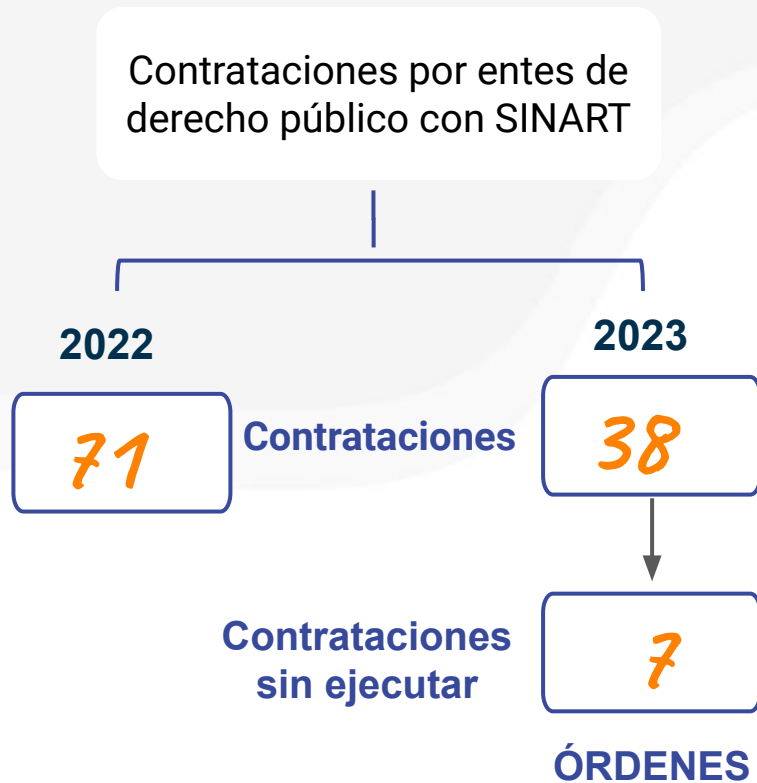 Contrataciones por entes de
derecho público con SINART
2022
2023
71
Contrataciones
38
Contrataciones
sin ejecutar
7
ÓRDENES